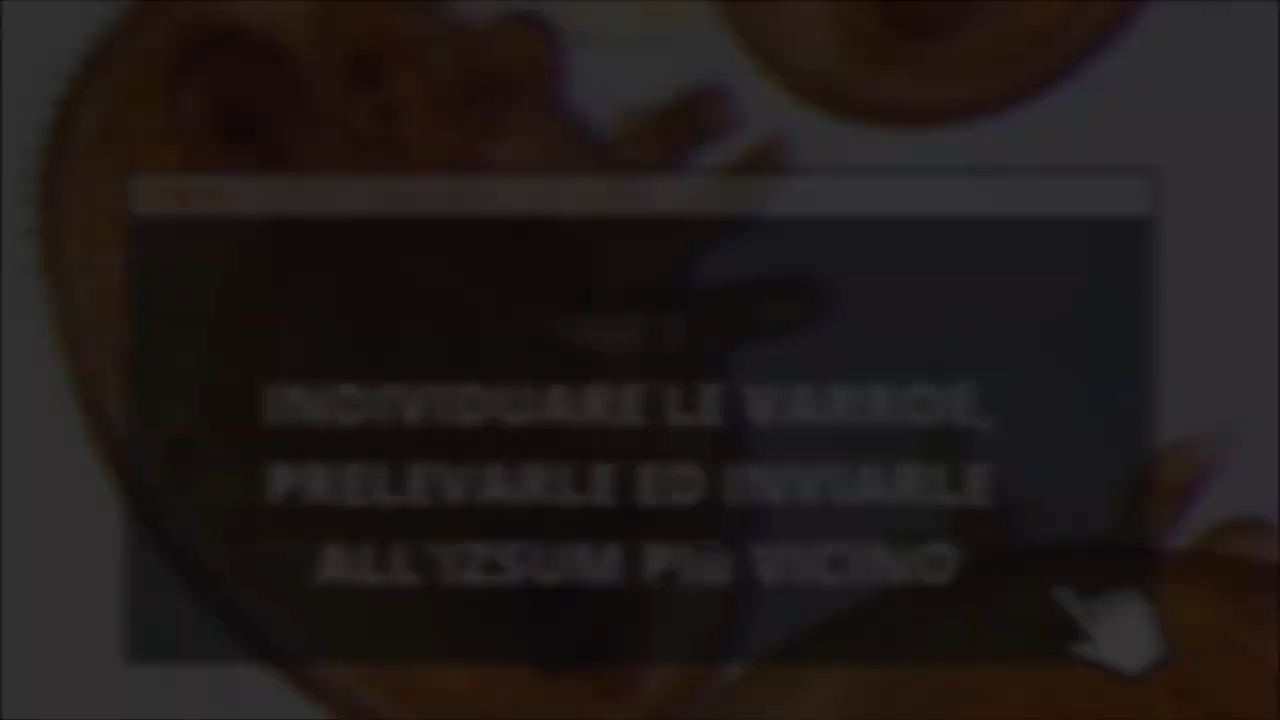 INDIVIDUARE LE VARROE,
PRELEVARLE ED INVIARLE
ALL'IZSUM PIù VICINO